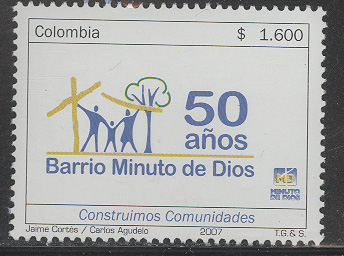 Colombia $ 1.600
50
años
Barrio Minuto de Dios
MD
MINUTO
DE DIOS
Construimos Comunidades
Jaime Cortés / Carlos Agudelo 2007 T.G.& S.